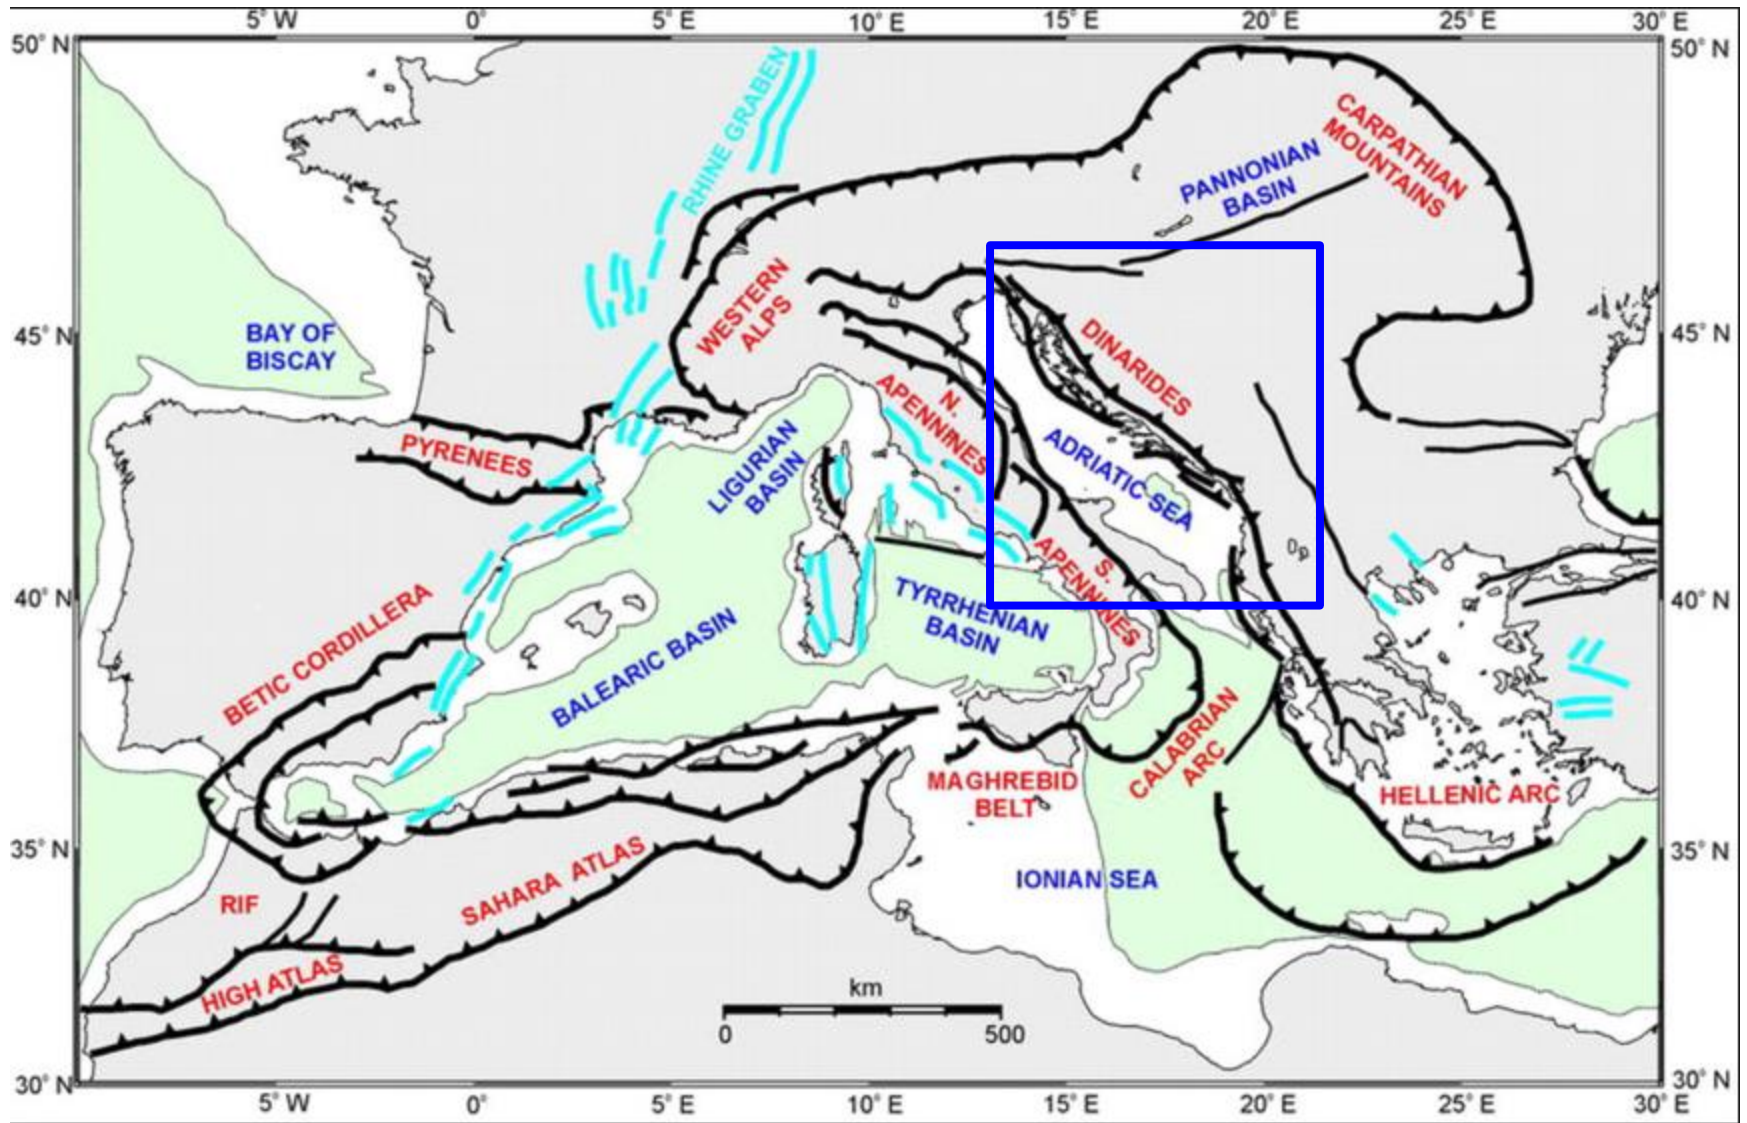 5° W 0° 5° E 10° E 15° E 20° E 25° E 30° E
50° N 50° N
RHINE GRABEN
CARPATHIAN
MOUNTAINS
PANNONIAN
BASIN
WESTERN
ALPS
BAY OF
BISCAY
45° N 45° N
DINARIDES
N.
APENNINES
PYRENEES
LIGURIAN
BASIN
ADRIATIC SEA
S.
APENNINES
40° N 40° N
TYRRHENIAN
BASIN
BETIC CORDILLERA
BALEARIC BASIN
CALABRIAN
ARC
MAGHREBID
BELT
HELLENIC ARC
35° N 35° N
SAHARA ATLAS
IONIAN SEA
RIF
HIGH ATLAS
km
0 500
30° N 30° N
5° W 0° 5° E 10° E 15° E 20° E 25° E 30° E